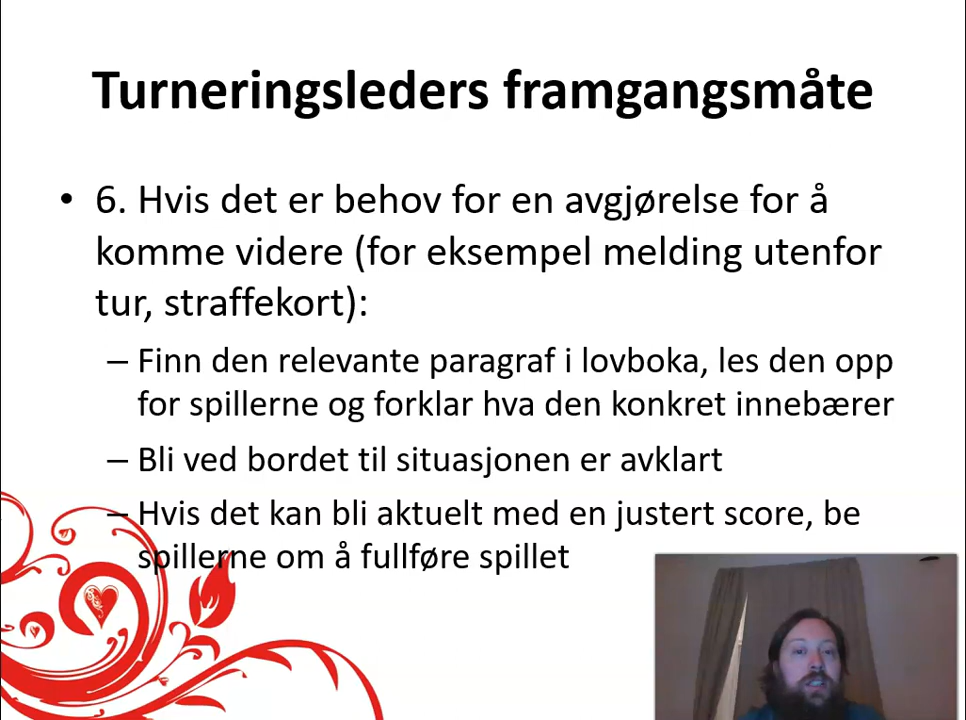 Turneringsleders framgangsmåte
• 6. Hvis det er behov for en avgjørelse for å
komme videre (for eksempel melding utenfor
tur, straffekort):
– Finn den relevante paragraf i lovboka, les den opp
for spillerne og forklar hva den konkret innebærer
– Bli ved bordet til situasjonen er avklart
– Hvis det kan bli aktuelt med en justert score, be
spillerne om å fullføre spillet